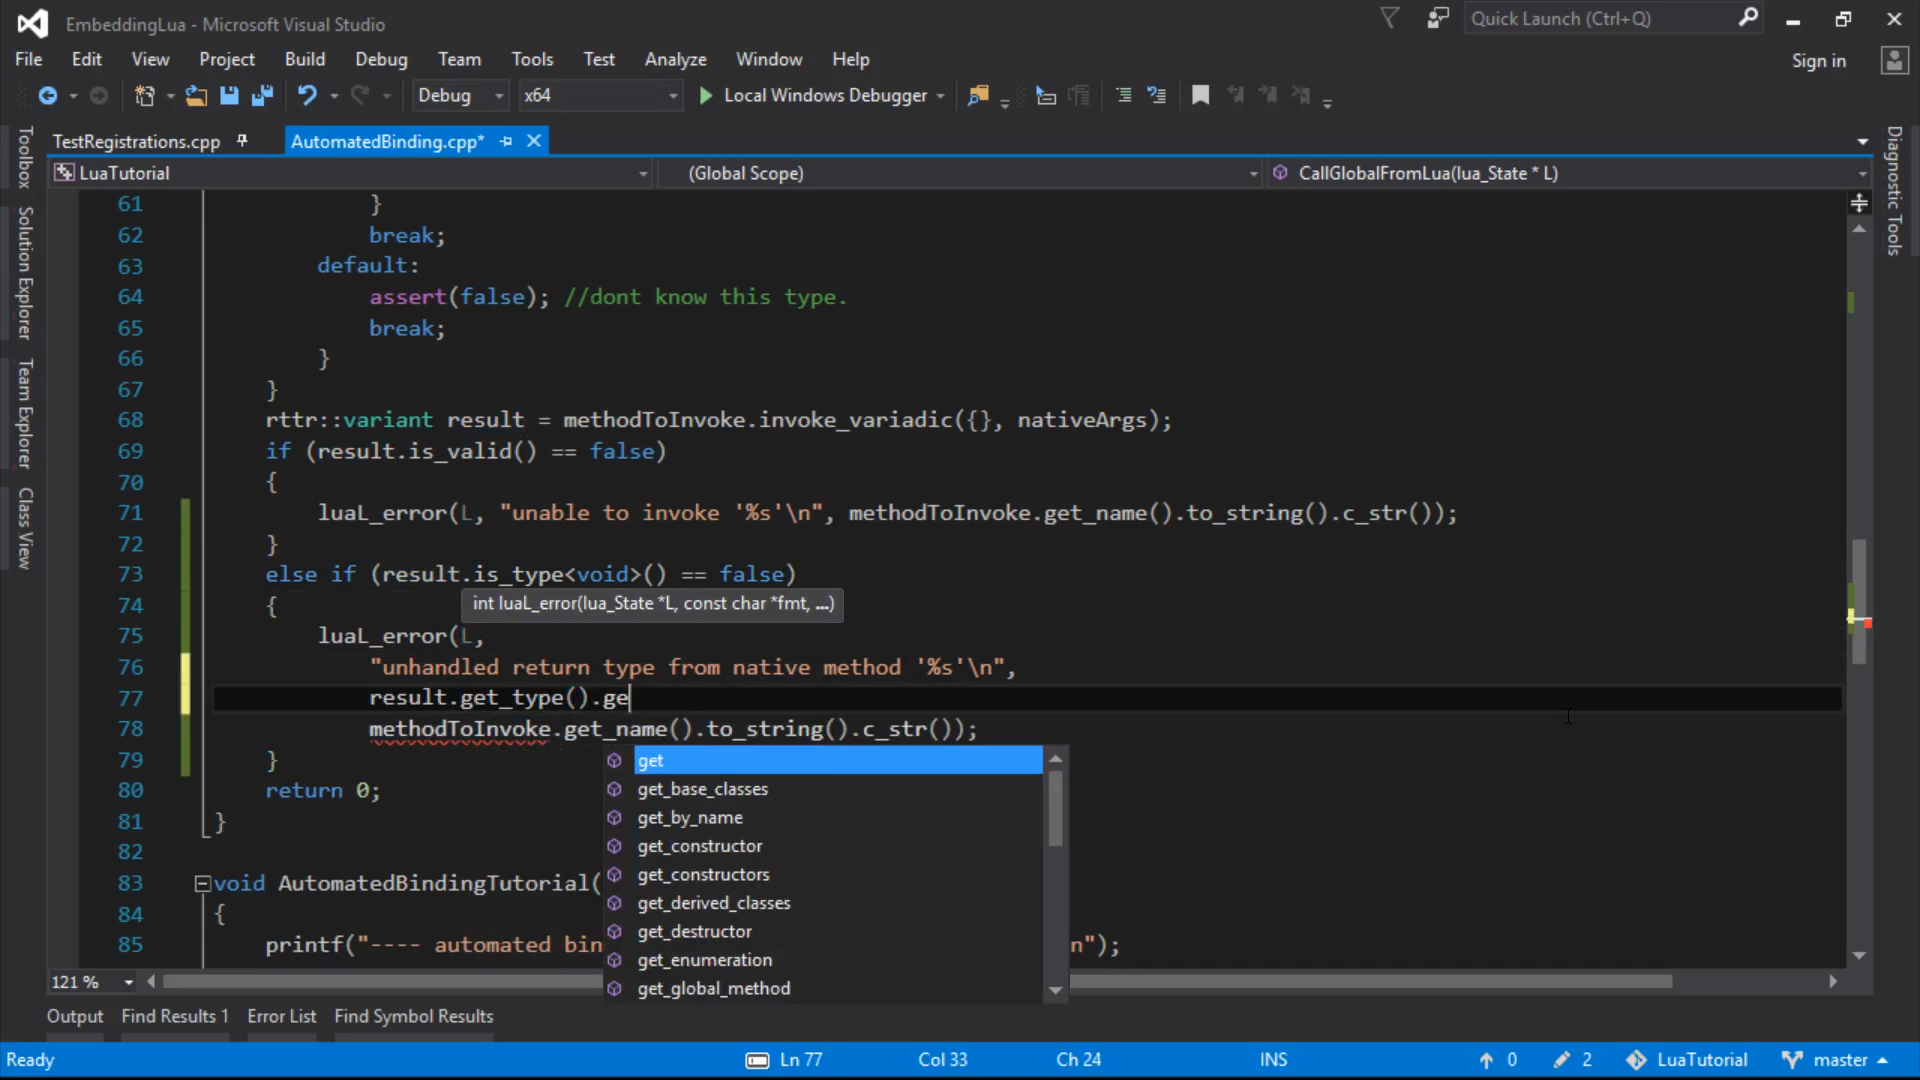 EmbeddingLua - Microsoft Visual Studio
Quick Launch (Ctrl+Q)
File Edit View Project Build Debug Team Tools Test Analyze Window Help
Sign in
Debug x64 Local Windows Debugger
TestRegistrations.cpp AutomatedBinding.cpp*
LuaTutorial (Global Scope) CallGlobalFromLua(lua_State * L)
Toolbox
Solution Explorer
Team Explorer
Class View
Diagnostic Tools
61 }
62 break;
63 default:
64 assert(false); //dont know this type.
65 break;
66 }
67 }
68 rttr::variant result = methodToInvoke.invoke_variadic({}, nativeArgs);
69 if (result.is_valid() == false)
70 {
71 luaL_error(L, "unable to invoke '%s'\n", methodToInvoke.get_name().to_string().c_str());
72 }
73 else if (result.is_type<void>() == false)
74 {
int luaL_error(lua_State *L, const char *fmt, ...)
75 luaL_error(L,
76 "unhandled return type from native method '%s'\n",
77 result.get_type().ge
78 methodToInvoke.get_name().to_string().c_str());
79 }
80 return 0;
81 }
82
83 void AutomatedBindingTutorial(
84 {
85 printf("---- automated bin n");
get
get_base_classes
get_by_name
get_constructor
get_constructors
get_derived_classes
get_destructor
get_enumeration
get_global_method
121 %
Output Find Results 1 Error List Find Symbol Results
Ready Ln 77 Col 33 Ch 24 INS 0 2 LuaTutorial master